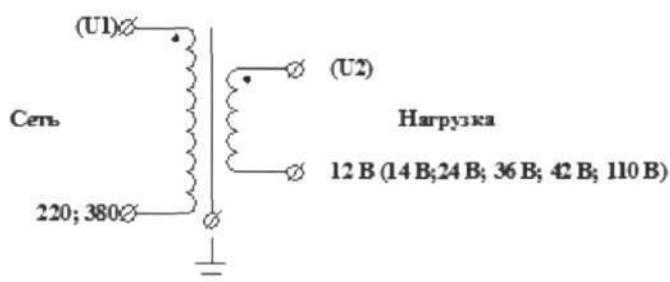 (U1)
(U2)
Сеть
Нагрузка
12 В (14 В;24 В; 36 В; 42 В; 110 В)
220; 380